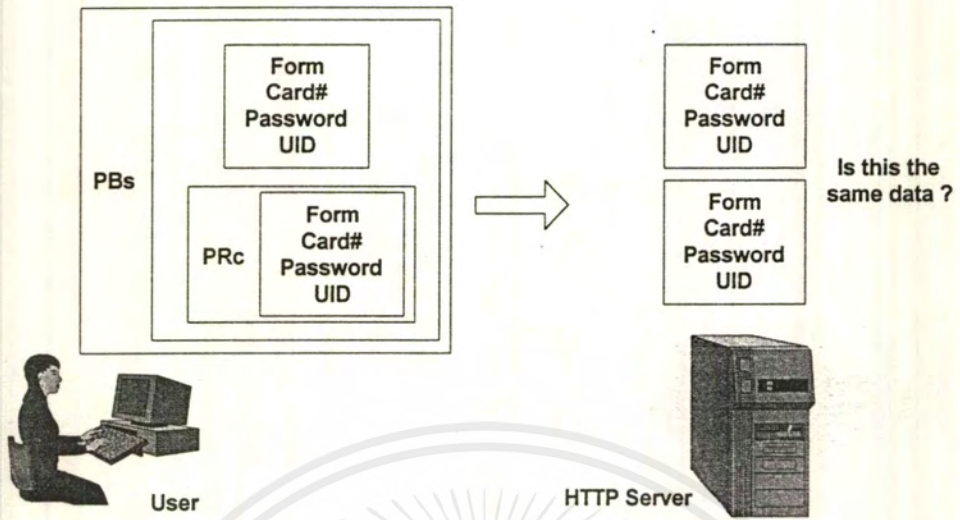 PBs
Form
Card#
Password
UID
PRc
Form
Card#
Password
UID
Form
Card#
Password
UID
Form
Card#
Password
UID
Is this the
same data ?
User
HTTP Server